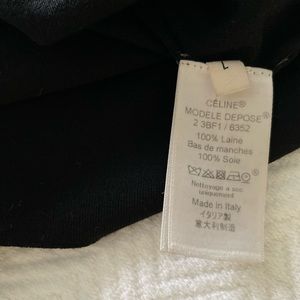 L
CÉLINE®
MODELE DEPOSE®
2 3BF1 / 6352
100% Laine
Bas de manches
100% Soie
Nettoyage à sec
uniquement
Made in Italy
イタリア製
意大利制造